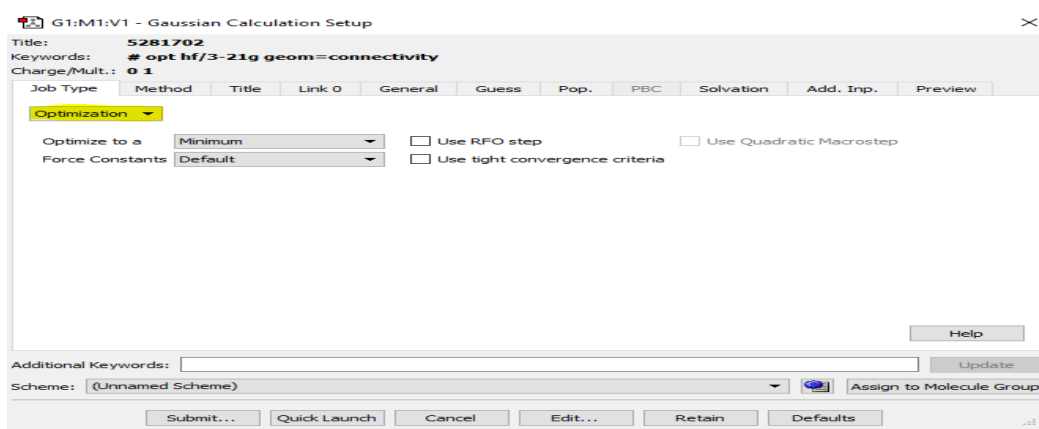 G1:M1:V1 - Gaussian Calculation Setup
Title: 5281702
Keywords: # opt hf/3-21g geom=connectivity
Charge/Mult.: 0 1
Job Type Method Title Link 0 General Guess Pop. PBC Solvation Add. Inp. Preview
Optimization
Optimize to a Minimum Use RFO step Use Quadratic Macrostep
Force Constants Default Use tight convergence criteria
Help
Additional Keywords: Update
Scheme: (Unnamed Scheme) Assign to Molecule Group
Submit... Quick Launch Cancel Edit... Retain Defaults